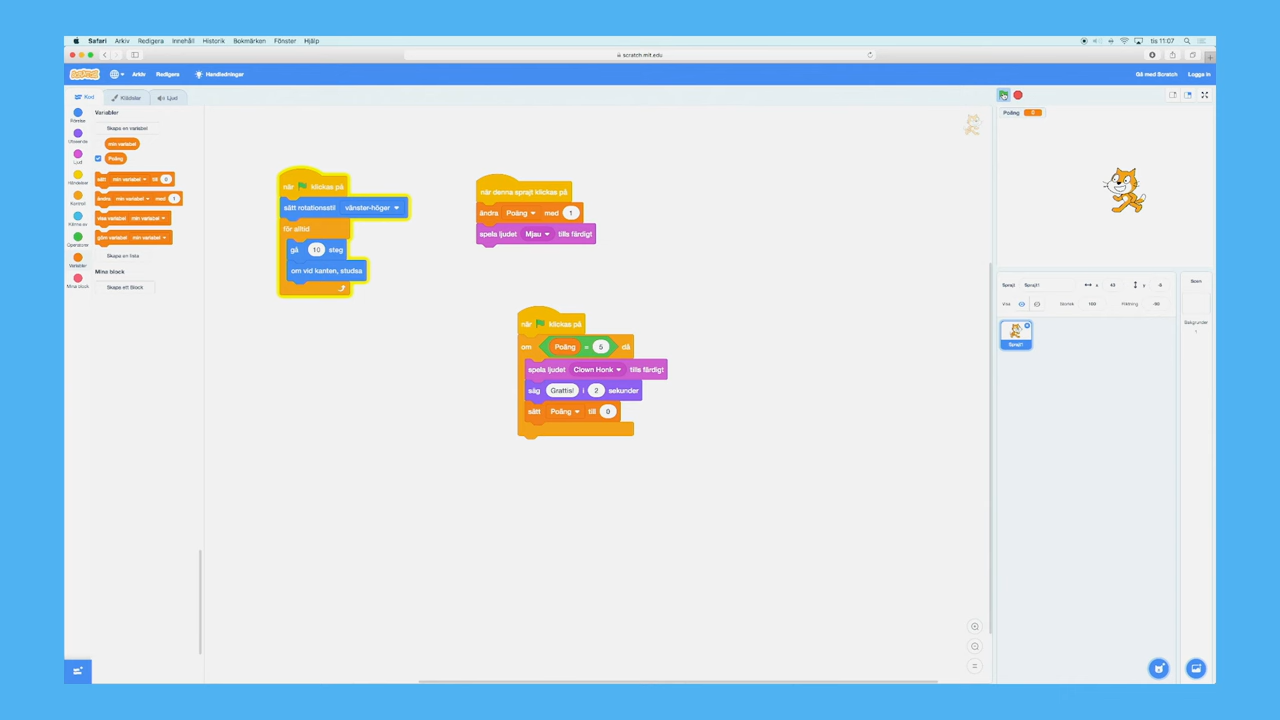 Safari Arkiv Redigera Innehåll Historik Bokmärken Fönster Hjälp
tis 11:07
scratch.mit.edu
Arkiv Redigera Handledningar
Gå med Scratch Logga in
Kod Klädslar Ljud
Rörelse
Utseende
Ljud
Händelser
Kontroll
Känna av
Operatorer
Variabler
Mina block
Variabler
Skapa en variabel
min variabel
Poäng
sätt min variabel till 0
ändra min variabel med 1
visa variabel min variabel
göm variabel min variabel
Skapa en lista
Mina block
Skapa ett Block
när klickas på
sätt rotationsstil vänster-höger
för alltid
gå 10 steg
om vid kanten, studsa
när denna sprajt klickas på
ändra Poäng med 1
spela ljudet Mjau tills färdigt
när klickas på
om Poäng = 5 då
spela ljudet Clown Honk tills färdigt
säg Grattis! i 2 sekunder
sätt Poäng till 0
Poäng 0
Sprajt Sprajt1 x 43 y
Visa Storlek 100 Riktning -90
Sprajt1
Scen
Bakgrunder
1